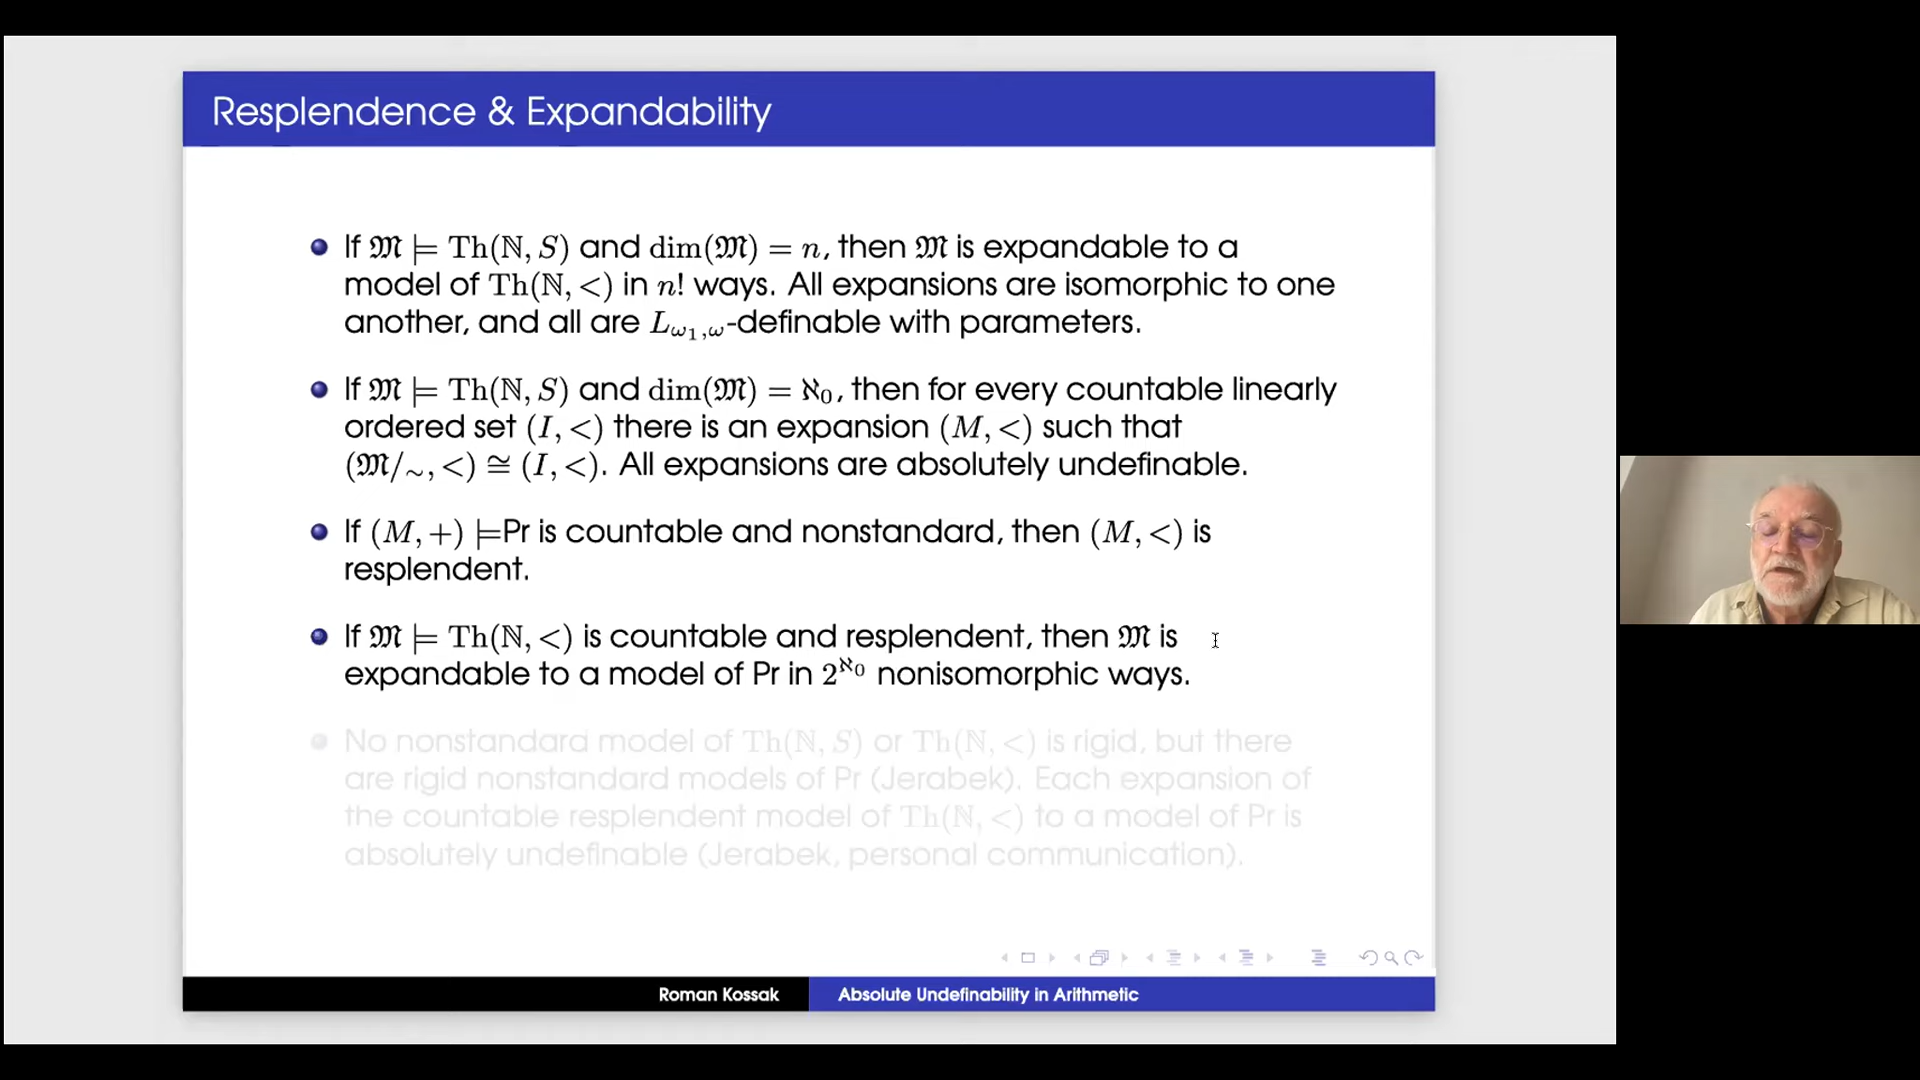 Resplendence & Expandability
If 𝔐 ⊨ Th(ℕ, S) and dim(𝔐) = n, then 𝔐 is expandable to a
model of Th(ℕ, <) in n! ways. All expansions are isomorphic to one
another, and all are L_{ω₁,ω}-definable with parameters.
If 𝔐 ⊨ Th(ℕ, S) and dim(𝔐) = ℵ₀, then for every countable linearly
ordered set (I, <) there is an expansion (M, <) such that
(𝔐/∼, <) ≅ (I, <). All expansions are absolutely undefinable.
If (M, +) ⊨Pr is countable and nonstandard, then (M, <) is
resplendent.
If 𝔐 ⊨ Th(ℕ, <) is countable and resplendent, then 𝔐 is
expandable to a model of Pr in 2^{ℵ₀} nonisomorphic ways.
No nonstandard model of Th(ℕ, S) or Th(ℕ, <) is rigid, but there
are rigid nonstandard models of Pr (Jerabek). Each expansion of
the countable resplendent model of Th(ℕ, <) to a model of Pr is
absolutely undefinable (Jerabek, personal communication).
Roman Kossak
Absolute Undefinability in Arithmetic